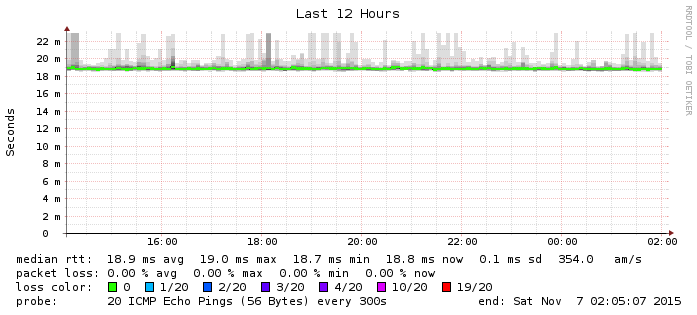 Last 12 Hours
RRDTOOL / TOBI OETIKER
Seconds
22 m
20 m
18 m
16 m
14 m
12 m
10 m
8 m
6 m
4 m
2 m
0
16:00 18:00 20:00 22:00 00:00 02:00
median rtt: 18.9 ms avg 19.0 ms max 18.7 ms min 18.8 ms now 0.1 ms sd 354.0 am/s
packet loss: 0.00 % avg 0.00 % max 0.00 % min 0.00 % now
loss color: 0 1/20 2/20 3/20 4/20 10/20 19/20
probe: 20 ICMP Echo Pings (56 Bytes) every 300s end: Sat Nov 7 02:05:07 2015